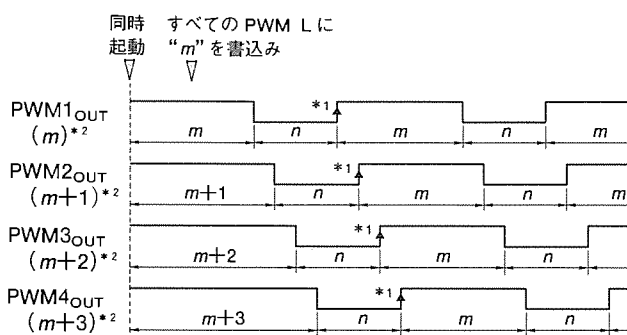 同時 すべての PWM L に
起動 “m” を書込み
PWM1OUT
(m)*2
*1
m n m n m
PWM2OUT
(m+1)*2
*1
m+1 n m n m
PWM3OUT
(m+2)*2
*1
m+2 n m n
PWM4OUT
(m+3)*2
*1
m+3 n m n